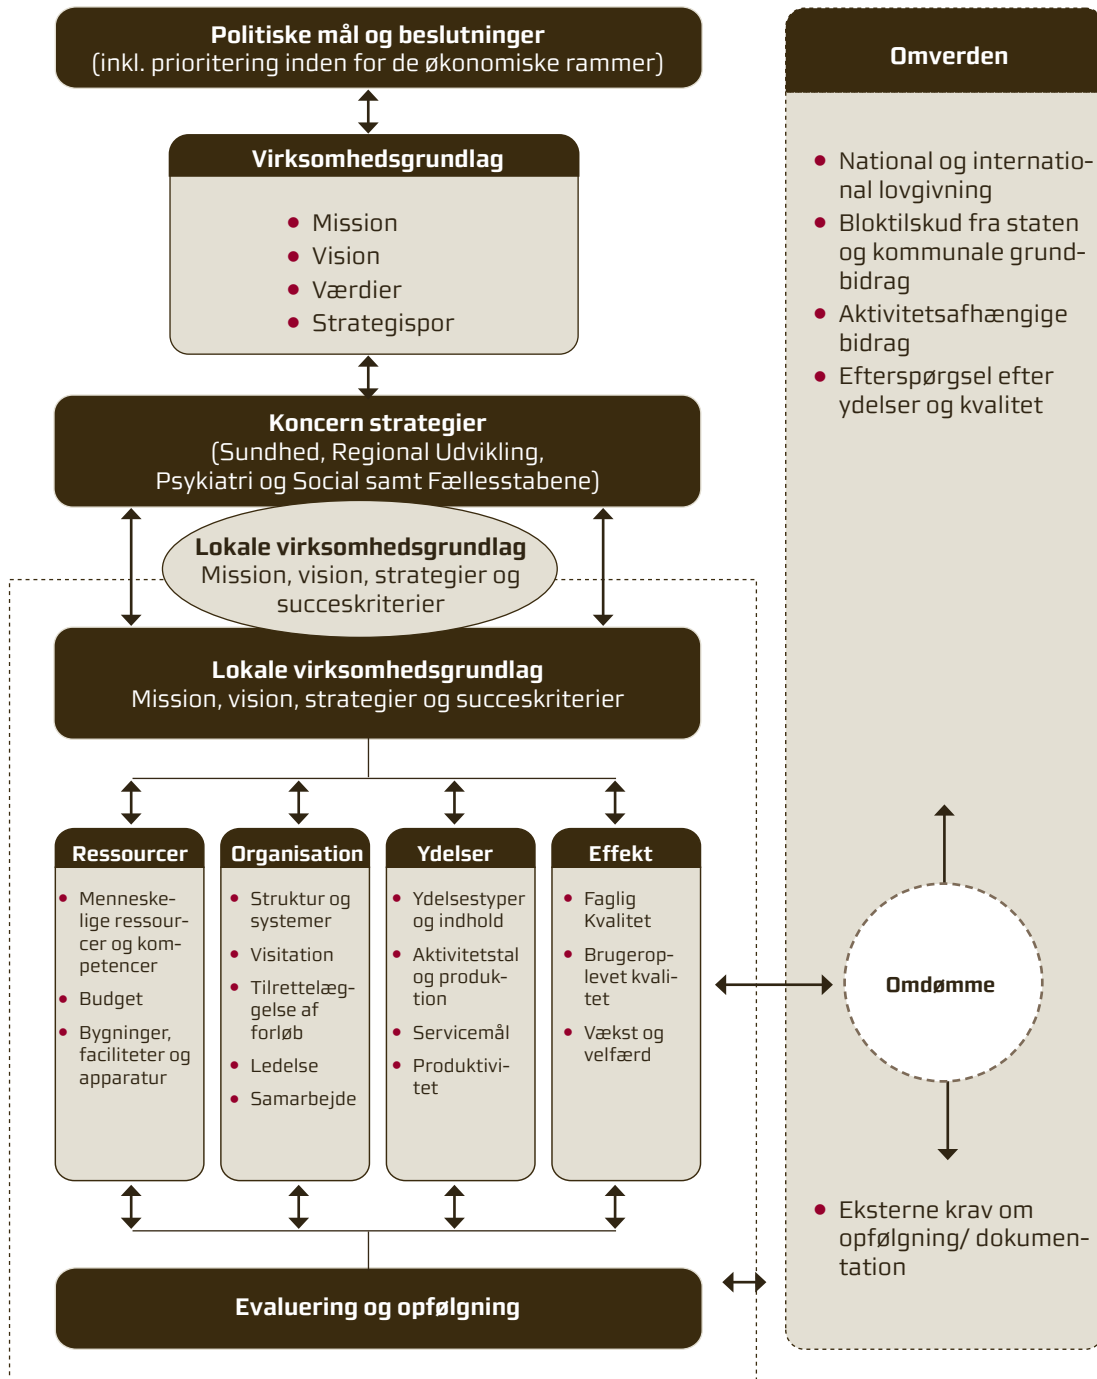 Politiske mål og beslutninger
(inkl. prioritering inden for de økonomiske rammer)
Virksomhedsgrundlag
• Mission
• Vision
• Værdier
• Strategispor
Koncern strategier
(Sundhed, Regional Udvikling,
Psykiatri og Social samt Fællesstabene)
Lokale virksomhedsgrundlag
Mission, vision, strategier og
succeskriterier
Lokale virksomhedsgrundlag
Mission, vision, strategier og succeskriterier
Ressourcer
• Menneske-
lige ressour-
cer og kom-
petencer
• Budget
• Bygninger,
faciliteter og
apparatur
Organisation
• Struktur og
systemer
• Visitation
• Tilrettelæg-
gelse af
forløb
• Ledelse
• Samarbejde
Ydelser
• Ydelsestyper
og indhold
• Aktivitetstal
og produk-
tion
• Servicemål
• Produktivi-
tet
Effekt
• Faglig
Kvalitet
• Brugerop-
levet kvali-
tet
• Vækst og
velfærd
Evaluering og opfølgning
Omverden
• National og internatio-
nal lovgivning
• Bloktilskud fra staten
og kommunale grund-
bidrag
• Aktivitetsafhængige
bidrag
• Efterspørgsel efter
ydelser og kvalitet
Omdømme
• Eksterne krav om
opfølgning/ dokumen-
tation